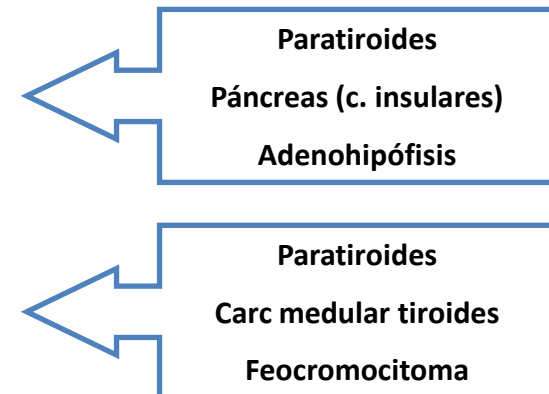 Paratiroides
Páncreas (c. insulares)
Adenohipófisis
Paratiroides
Carc medular tiroides
Feocromocitoma